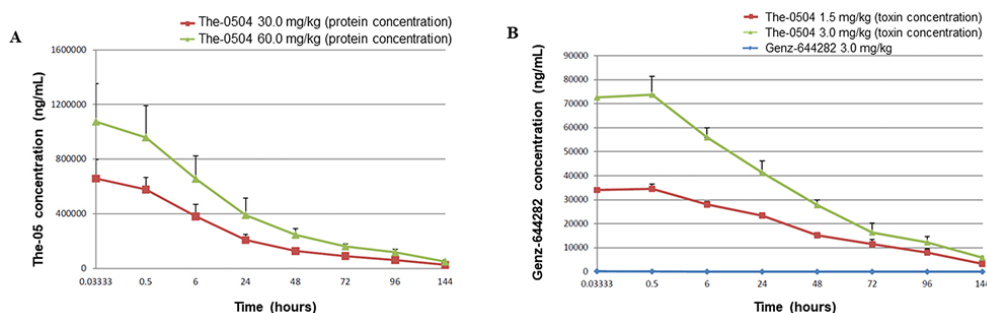 A
The-0504 30.0 mg/kg (protein concentration)
The-0504 60.0 mg/kg (protein concentration)
The-05 concentration (ng/mL)
1600000
1200000
800000
400000
0
0.03333 0.5 6 24 48 72 96 144
Time (hours)
B
The-0504 1.5 mg/kg (toxin concentration)
The-0504 3.0 mg/kg (toxin concentration)
Genz-644282 3.0 mg/kg
Genz-644282 concentration (ng/mL)
90000
80000
70000
60000
50000
40000
30000
20000
10000
0
0.03333 0.5 6 24 48 72 96 144
Time (hours)